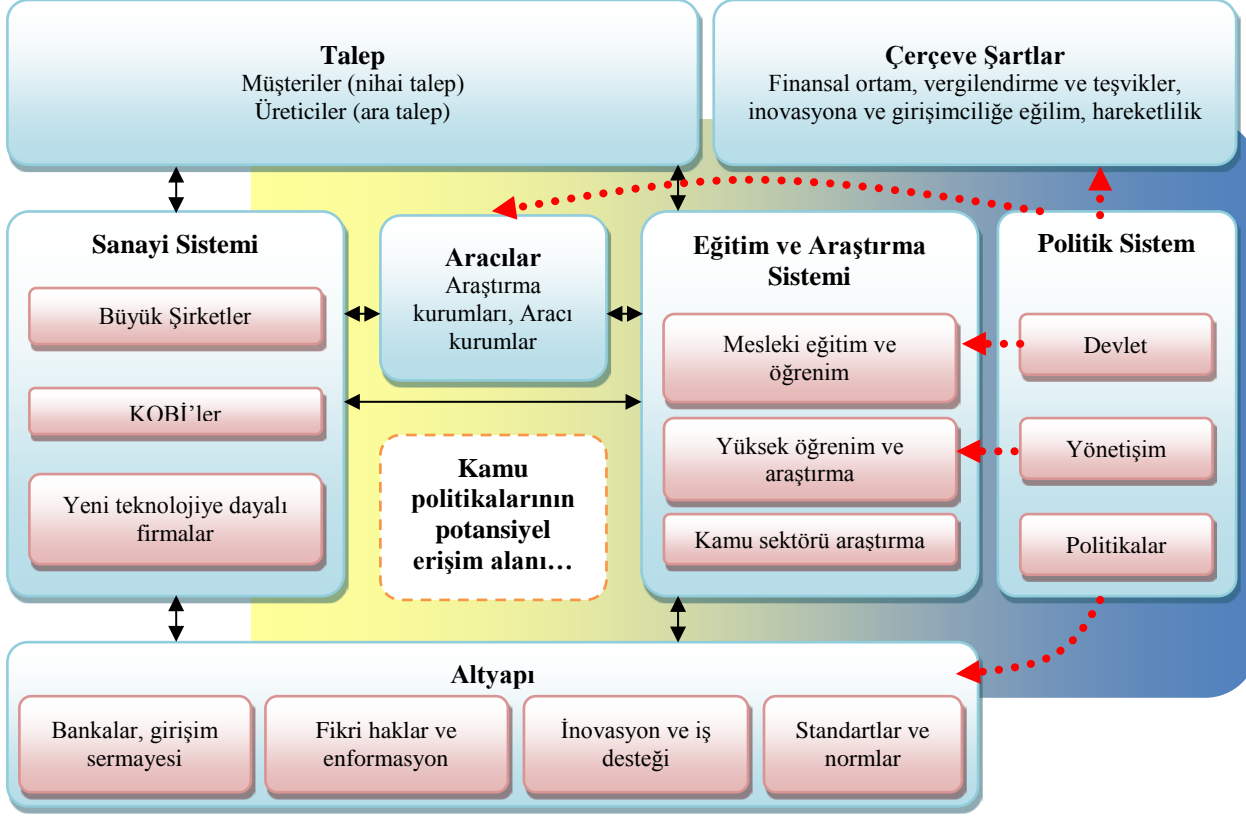 Talep
Müşteriler (nihai talep)
Üreticiler (ara talep)
Çerçeve Şartlar
Finansal ortam, vergilendirme ve teşvikler,
inovasyona ve girişimciliğe eğilim, hareketlilik
Sanayi Sistemi
Büyük Şirketler
KOBİ’ler
Yeni teknolojiye dayalı
firmalar
Aracılar
Araştırma
kurumları, Aracı
kurumlar
Kamu
politikalarının
potansiyel
erişim alanı…
Eğitim ve Araştırma
Sistemi
Mesleki eğitim ve
öğrenim
Yüksek öğrenim ve
araştırma
Kamu sektörü araştırma
Politik Sistem
Devlet
Yönetişim
Politikalar
Altyapı
Bankalar, girişim
sermayesi
Fikri haklar ve
enformasyon
İnovasyon ve iş
desteği
Standartlar ve
normlar